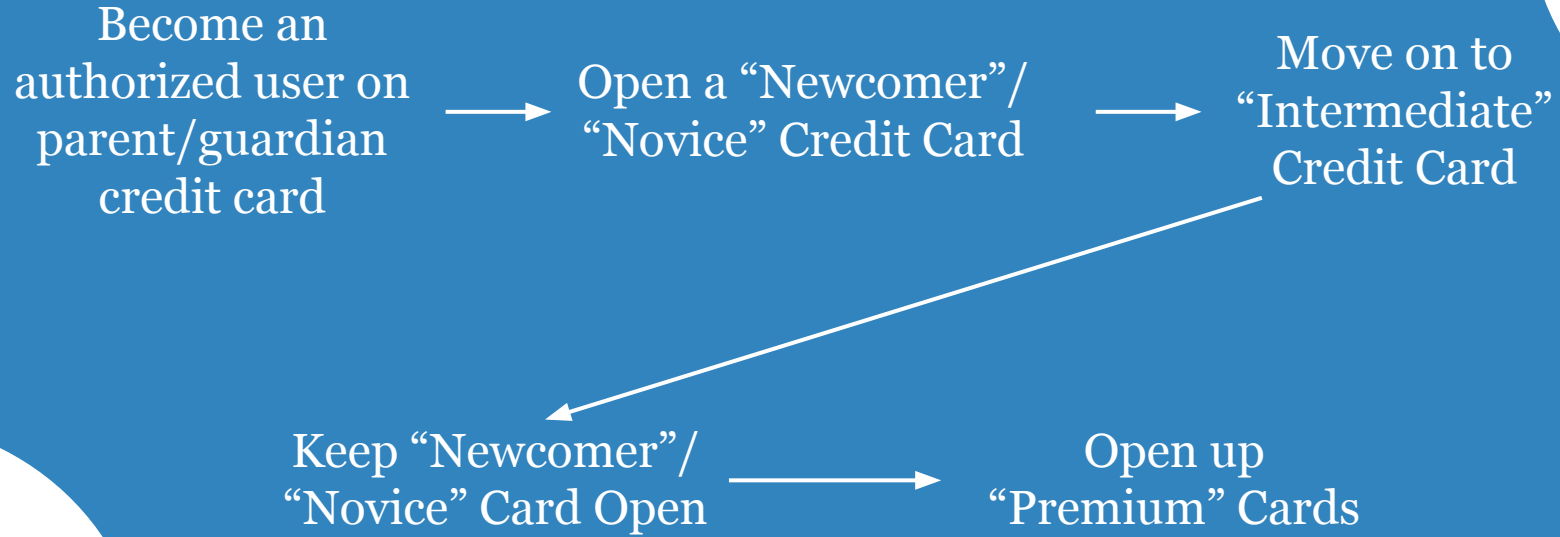 Become an
authorized user on
parent/guardian
credit card
Open a “Newcomer”/
“Novice” Credit Card
Move on to
“Intermediate”
Credit Card
Keep “Newcomer”/
“Novice” Card Open
Open up
“Premium” Cards